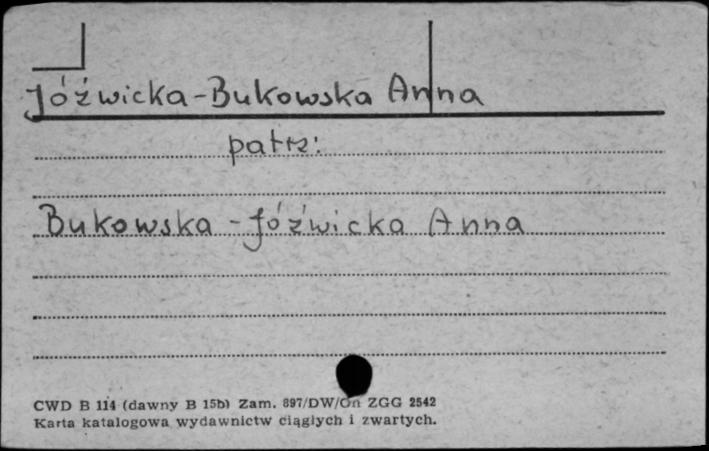 Jóźwicka-Bukowska Anna
patrz:
Bukowska-Jóźwicka Anna
CWD B 114 (dawny B 15b) Zam. 897/DW/On ZGG 2542
Karta katalogowa wydawnictw ciągłych i zwartych.